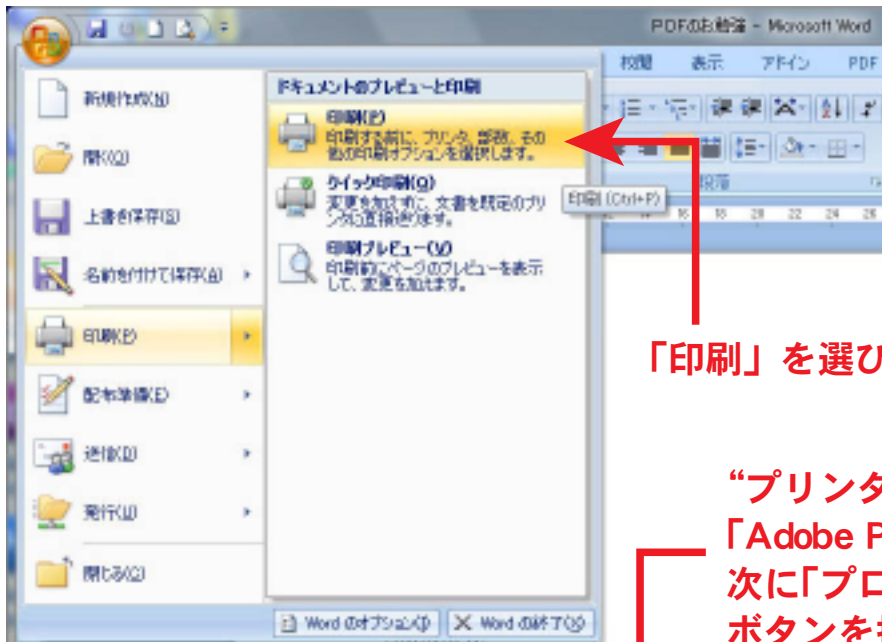 PDFのお勉強 - Microsoft Word
校閲 表示 アドイン PDF
新規作成(N)
開く(O)
上書き保存(S)
名前を付けて保存(A)
印刷(P)
配布準備(E)
送信(D)
発行(U)
閉じる(C)
ドキュメントのプレビューと印刷
印刷(P)
印刷する前に、プリンタ、部数、その
他の印刷オプションを選択します。
クイック印刷(Q)
変更を加えずに、文書を既定のプリ
ンタに直接送ります。
印刷プレビュー(V)
印刷前にページのプレビューを表示
して、変更を加えます。
印刷 (Ctrl+P)
段落
16 18 20 22 24 26
Word のオプション(I) Word の終了(X)
「印刷」を選び
“プリンタ
「Adobe P
次に「プロ
ボタンを